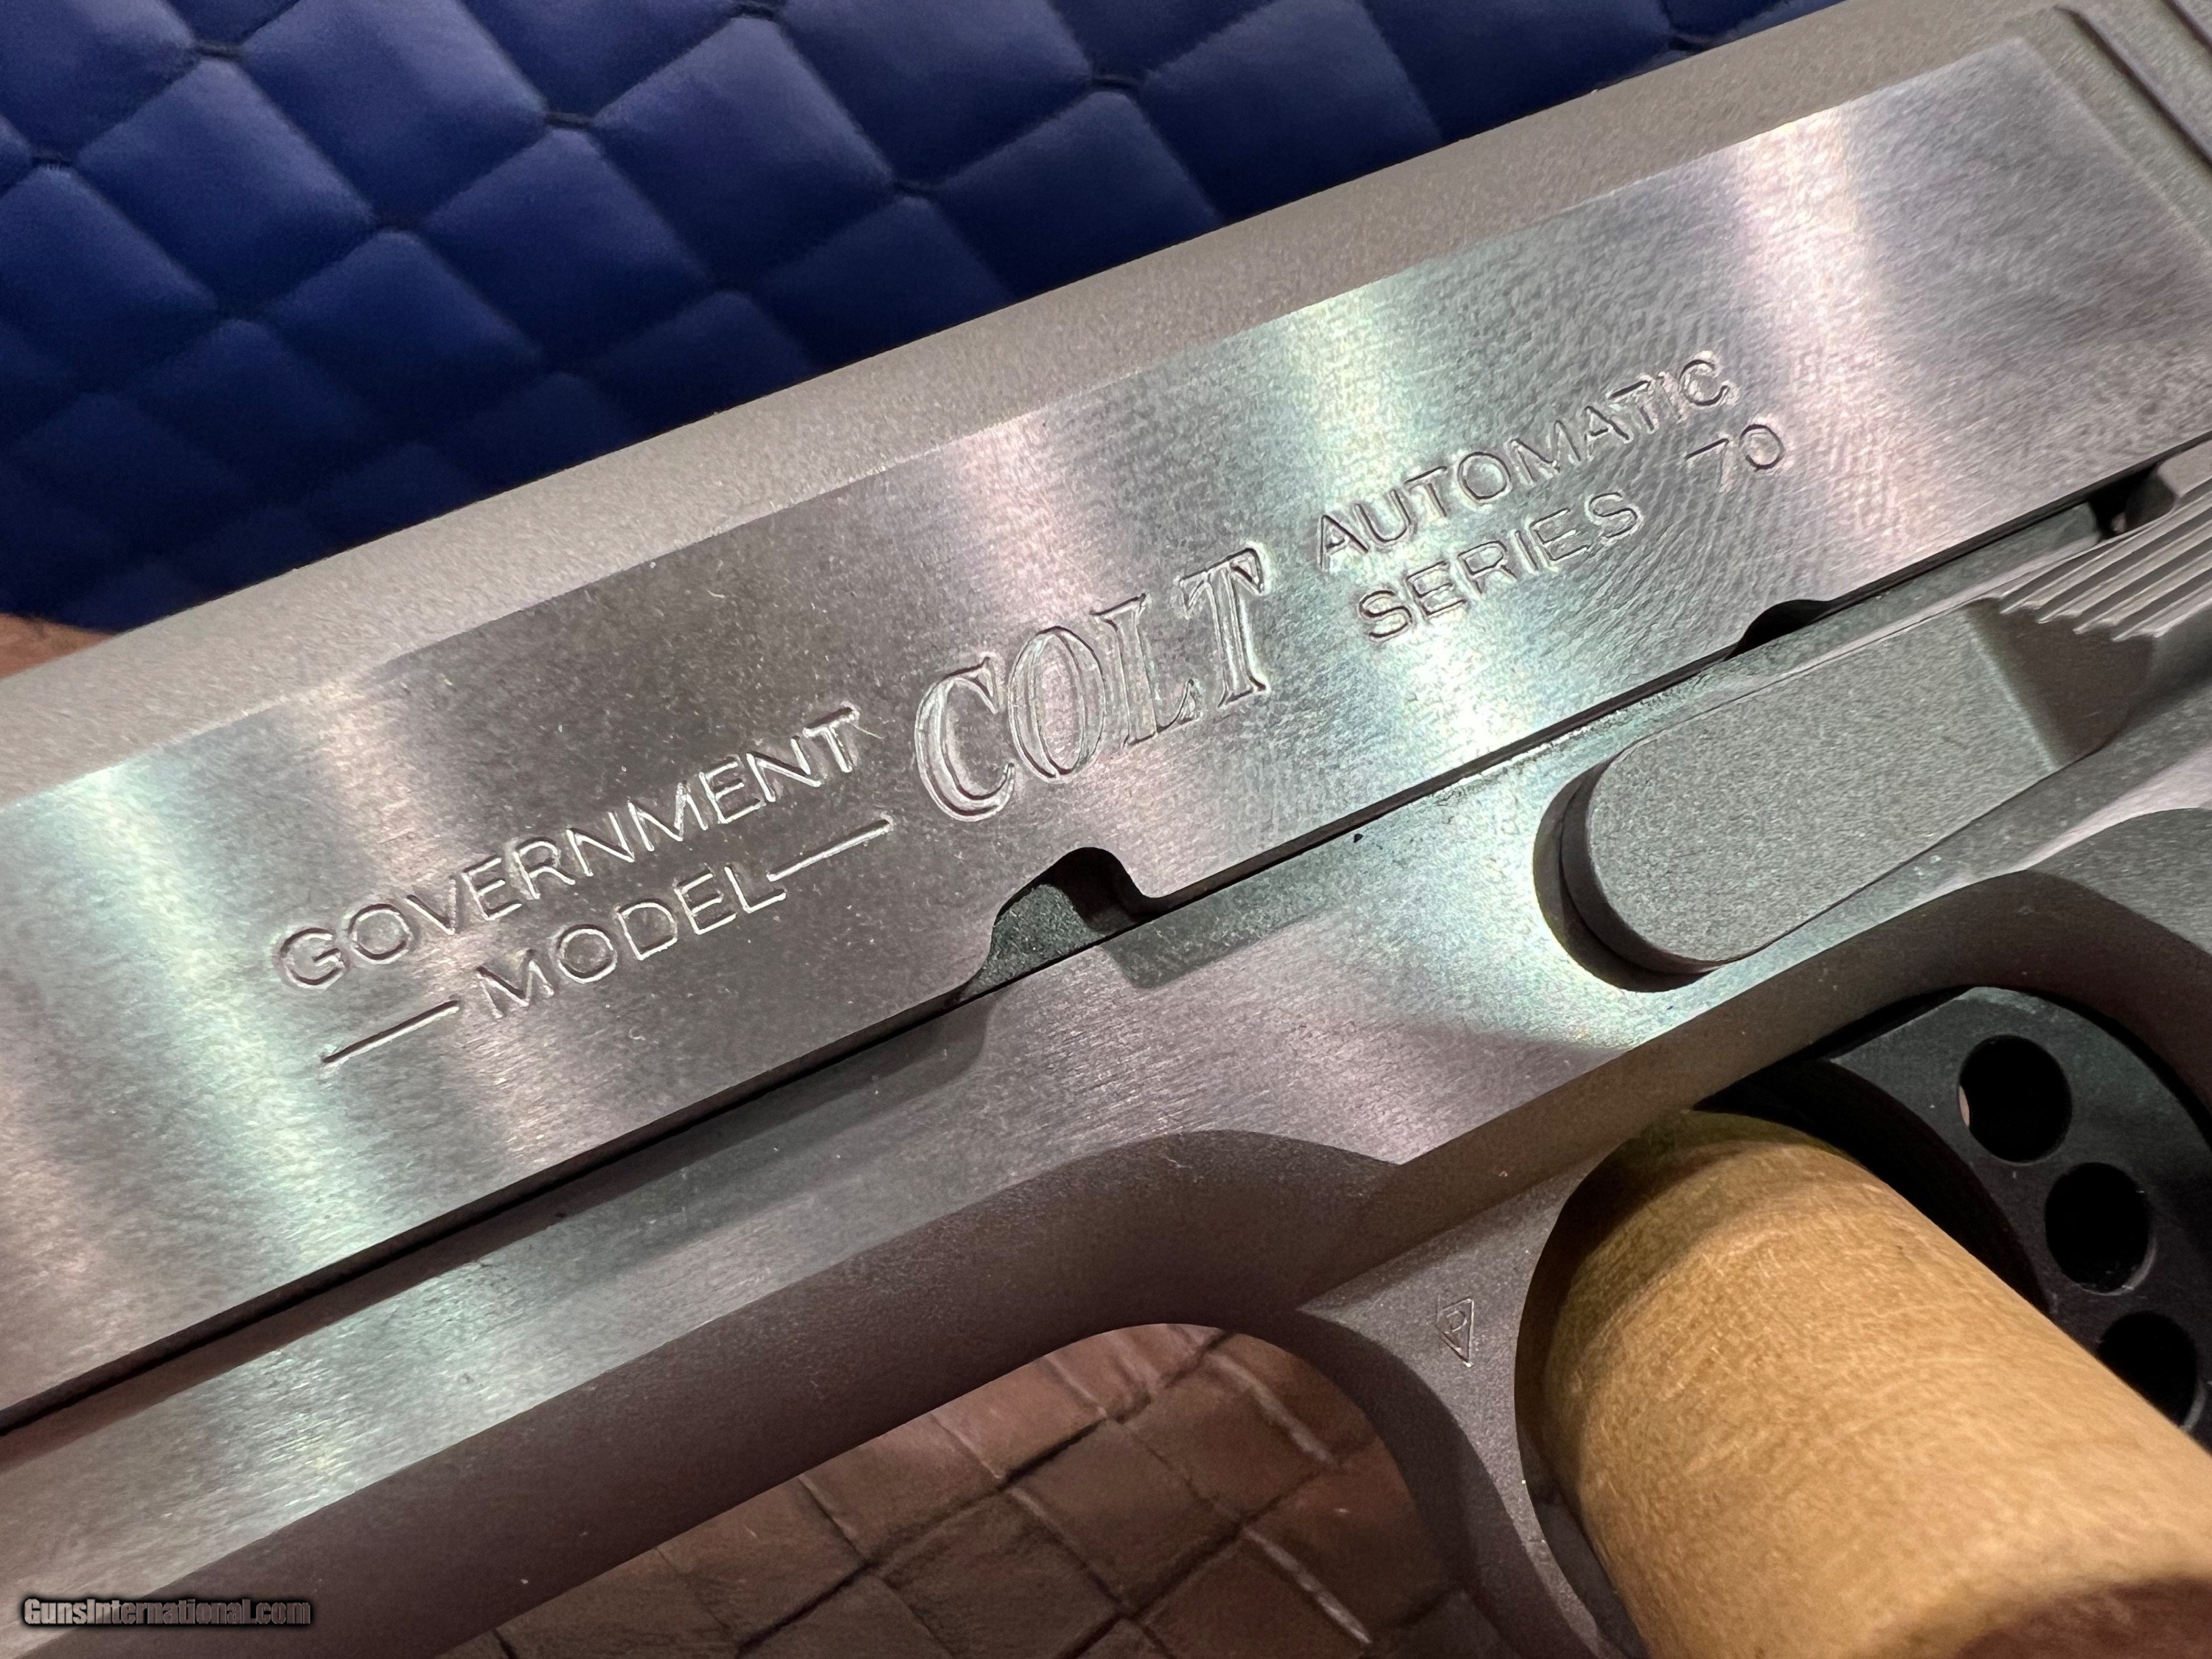 GOVERNMENT
—MODEL—
COLT
AUTOMATIC
SERIES 70
GunsInternational.com